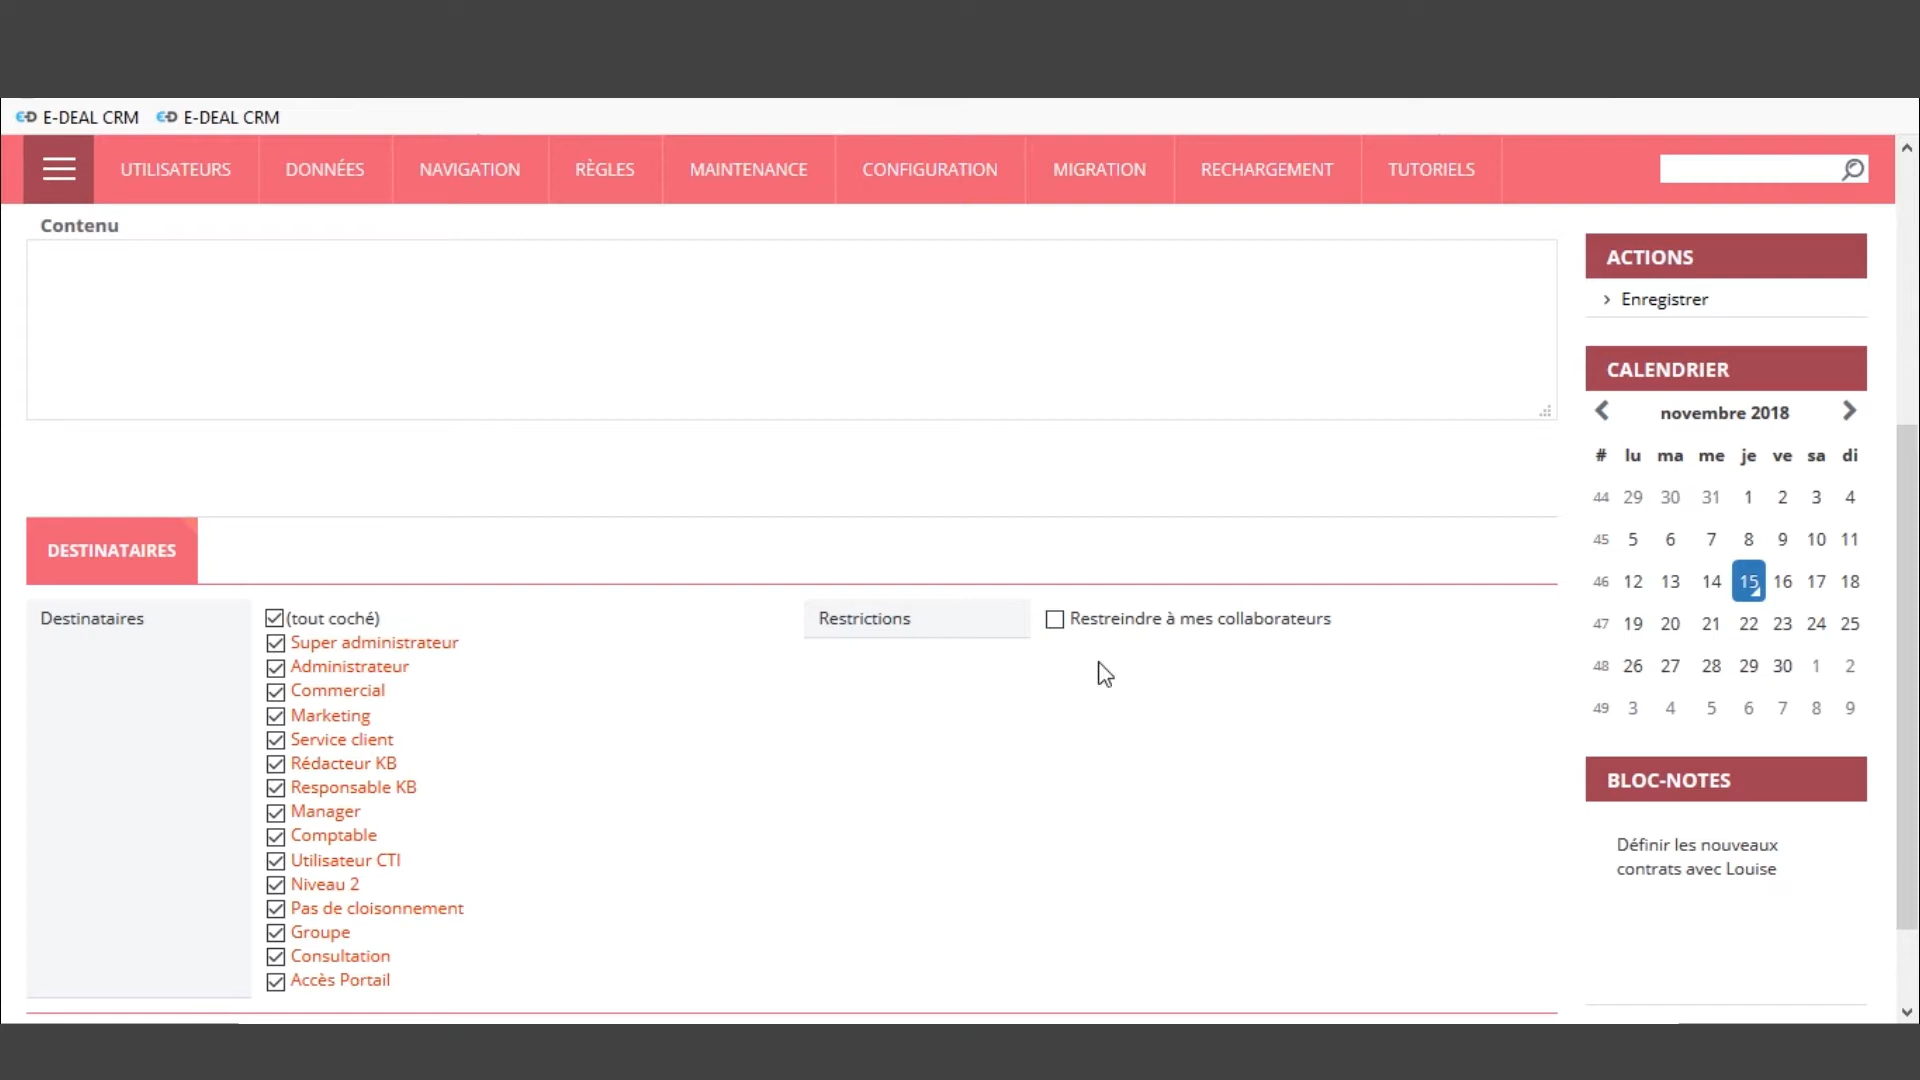 E-DEAL CRM E-DEAL CRM
UTILISATEURS DONNÉES NAVIGATION RÈGLES MAINTENANCE CONFIGURATION MIGRATION RECHARGEMENT TUTORIELS
Contenu
DESTINATAIRES
Destinataires
(tout coché)
Super administrateur
Administrateur
Commercial
Marketing
Service client
Rédacteur KB
Responsable KB
Manager
Comptable
Utilisateur CTI
Niveau 2
Pas de cloisonnement
Groupe
Consultation
Accès Portail
Restrictions
Restreindre à mes collaborateurs
ACTIONS
Enregistrer
CALENDRIER
novembre 2018
# lu ma me je ve sa di
44 29 30 31 1 2 3 4
45 5 6 7 8 9 10 11
46 12 13 14 15 16 17 18
47 19 20 21 22 23 24 25
48 26 27 28 29 30 1 2
49 3 4 5 6 7 8 9
BLOC-NOTES
Définir les nouveaux
contrats avec Louise